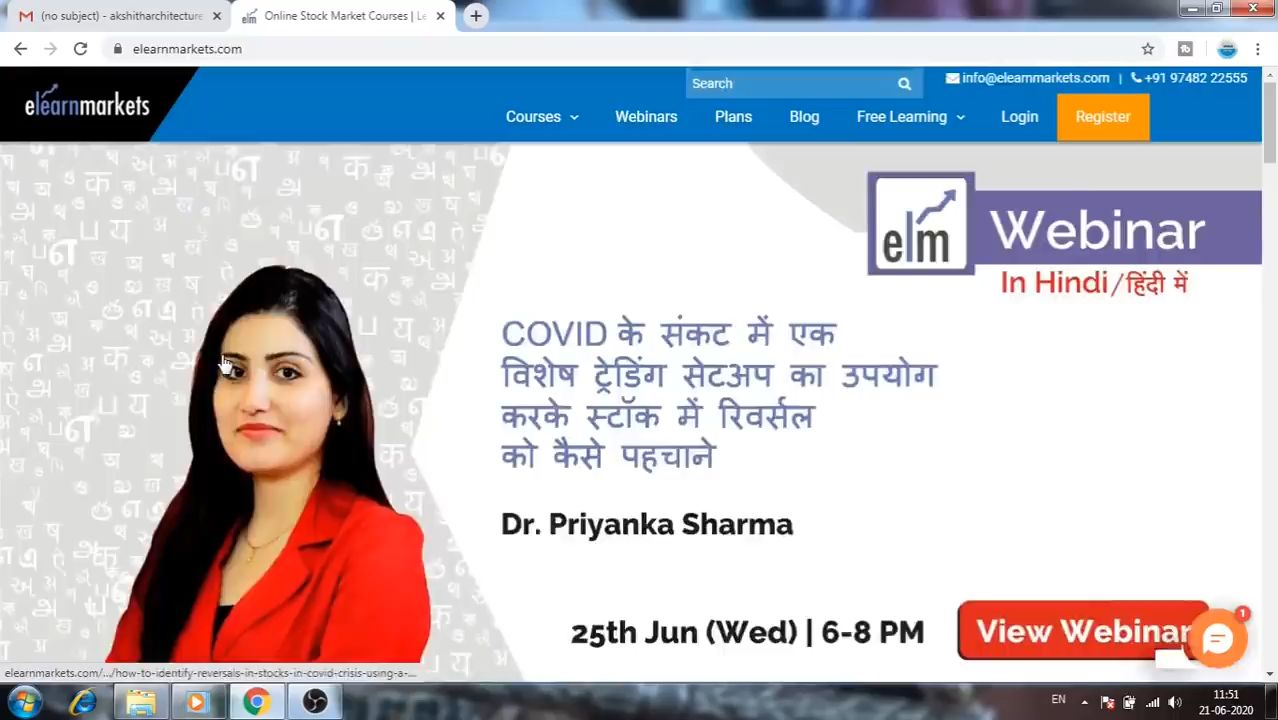 (no subject) - akshitharchitecture
Online Stock Market Courses | Le
elearnmarkets.com
elearnmarkets
Search
info@elearnmarkets.com | +91 97482 22555
Courses Webinars Plans Blog Free Learning Login Register
elm
Webinar
In Hindi/हिंदी में
COVID के संकट में एक
विशेष ट्रेडिंग सेटअप का उपयोग
करके स्टॉक में रिवर्सल
को कैसे पहचाने
Dr. Priyanka Sharma
25th Jun (Wed) | 6-8 PM
View Webinar
1
elearnmarkets.com/.../how-to-identify-reversals-in-stocks-in-covid-crisis-using-a-...
EN
11:51
21-06-2020